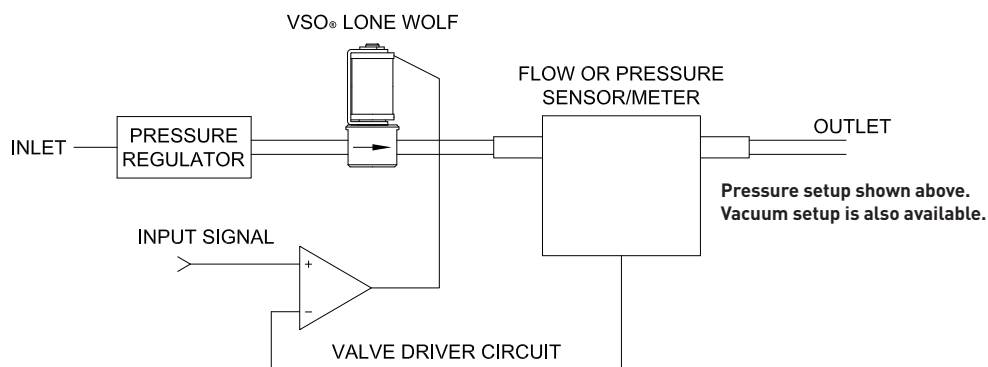 VSO® LONE WOLF
FLOW OR PRESSURE
SENSOR/METER
INLET
PRESSURE
REGULATOR
OUTLET
Pressure setup shown above.
Vacuum setup is also available.
INPUT SIGNAL
+
–
VALVE DRIVER CIRCUIT